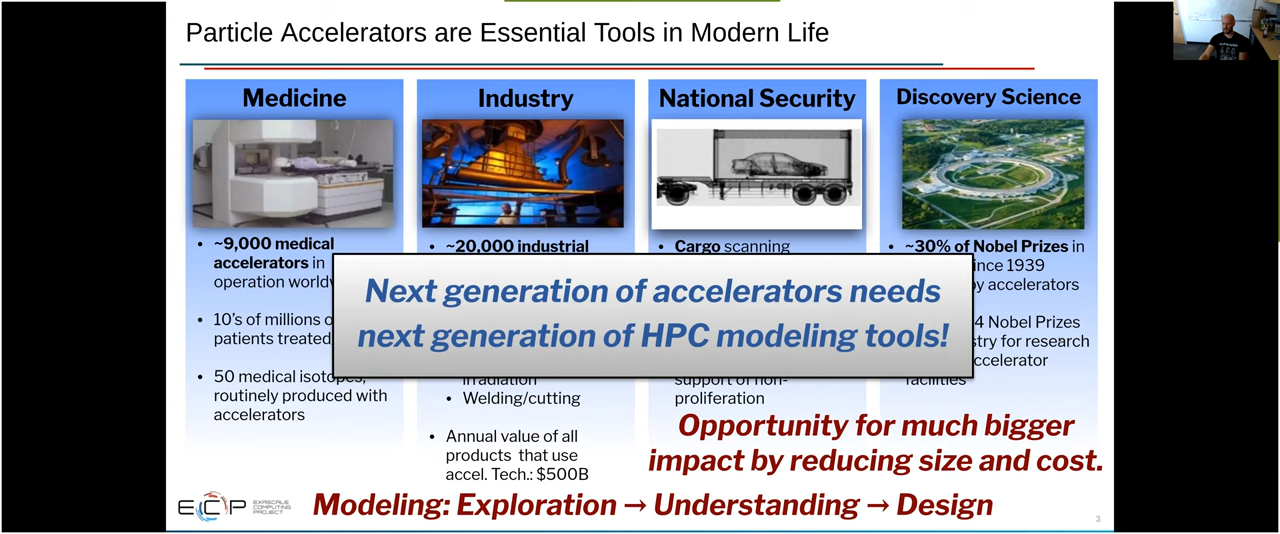 Particle Accelerators are Essential Tools in Modern Life
Medicine
• ~9,000 medical
accelerators in
operation world
• 10's of millions o
patients treated
• 50 medical isotopes,
routinely produced with
accelerators
Industry
• ~20,000 industrial
irradiation
• Welding/cutting
• Annual value of all
products that use
accel. Tech.: $500B
National Security
• Cargo scanning
support of non-
proliferation
Discovery Science
• ~30% of Nobel Prizes in
ince 1939
by accelerators
4 Nobel Prizes
stry for research
ccelerator
facilities
Next generation of accelerators needs
next generation of HPC modeling tools!
Opportunity for much bigger
impact by reducing size and cost.
ECP EXASCALE
COMPUTING
PROJECT
Modeling: Exploration → Understanding → Design
3